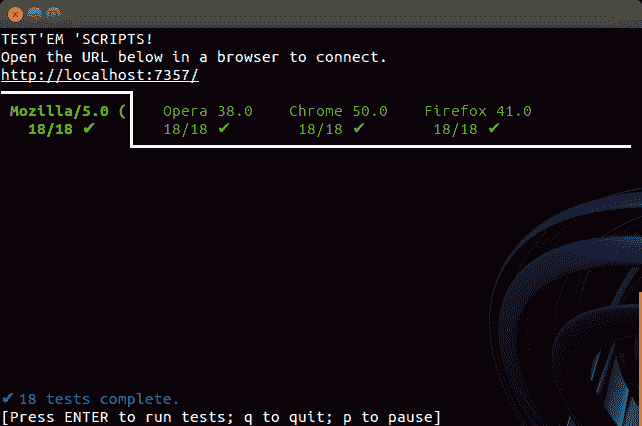 TEST'EM 'SCRIPTS!
Open the URL below in a browser to connect.
http://localhost:7357/
Mozilla/5.0 ( Opera 38.0 Chrome 50.0 Firefox 41.0
18/18 ✔ 18/18 ✔ 18/18 ✔ 18/18 ✔
✔ 18 tests complete.
[Press ENTER to run tests; q to quit; p to pause]